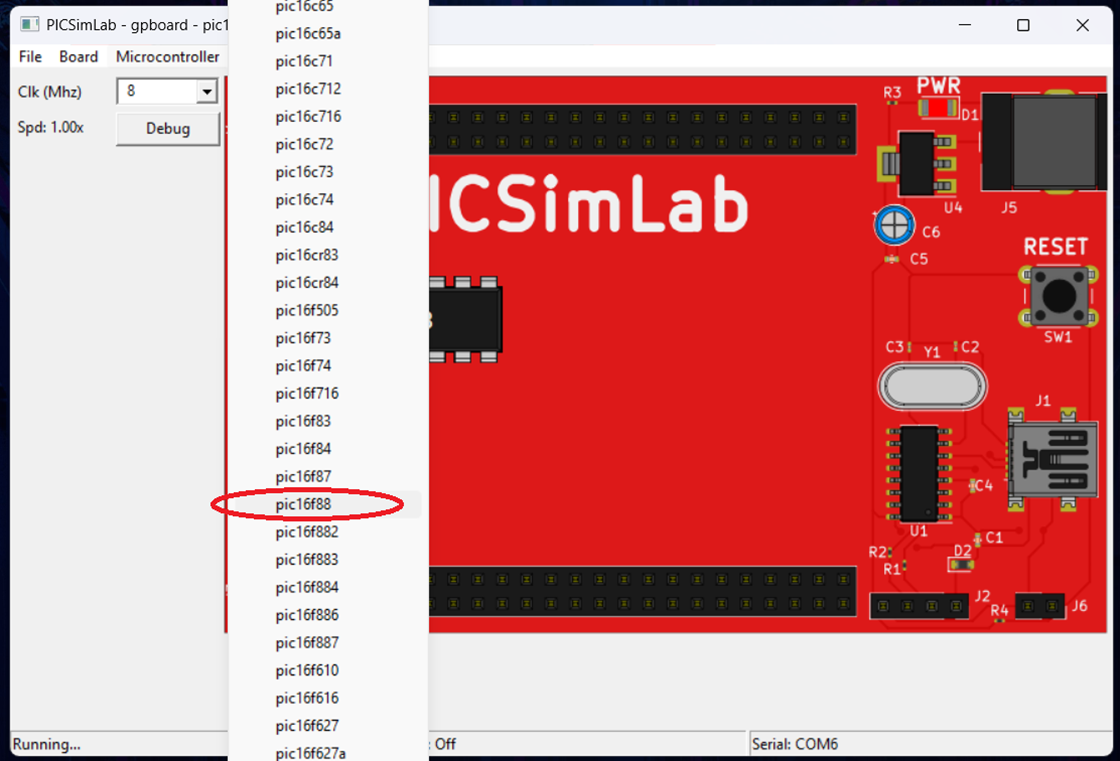 PICSimLab - gpboard - pic1
File Board Microcontroller
Clk (Mhz) 8
Spd: 1.00x Debug
pic16c65
pic16c65a
pic16c71
pic16c712
pic16c716
pic16c72
pic16c73
pic16c74
pic16c84
pic16cr83
pic16cr84
pic16f505
pic16f73
pic16f74
pic16f716
pic16f83
pic16f84
pic16f87
pic16f88
pic16f882
pic16f883
pic16f884
pic16f886
pic16f887
pic16f610
pic16f616
pic16f627
pic16f627a
ICSimLab
R3
PWR
D1
U4
J5
C6
C5
RESET
SW1
C3
Y1
C2
J1
C4
U1
C1
R2
D2
R1
J2
R4
J6
Running...
: Off
Serial: COM6